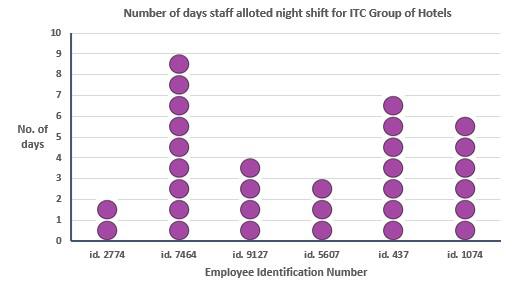 Number of days staff alloted night shift for ITC Group of Hotels
10
9
8
7
6
5
4
3
2
1
0
No. of
days
id. 2774 id. 7464 id. 9127 id. 5607 id. 437 id. 1074
Employee Identification Number